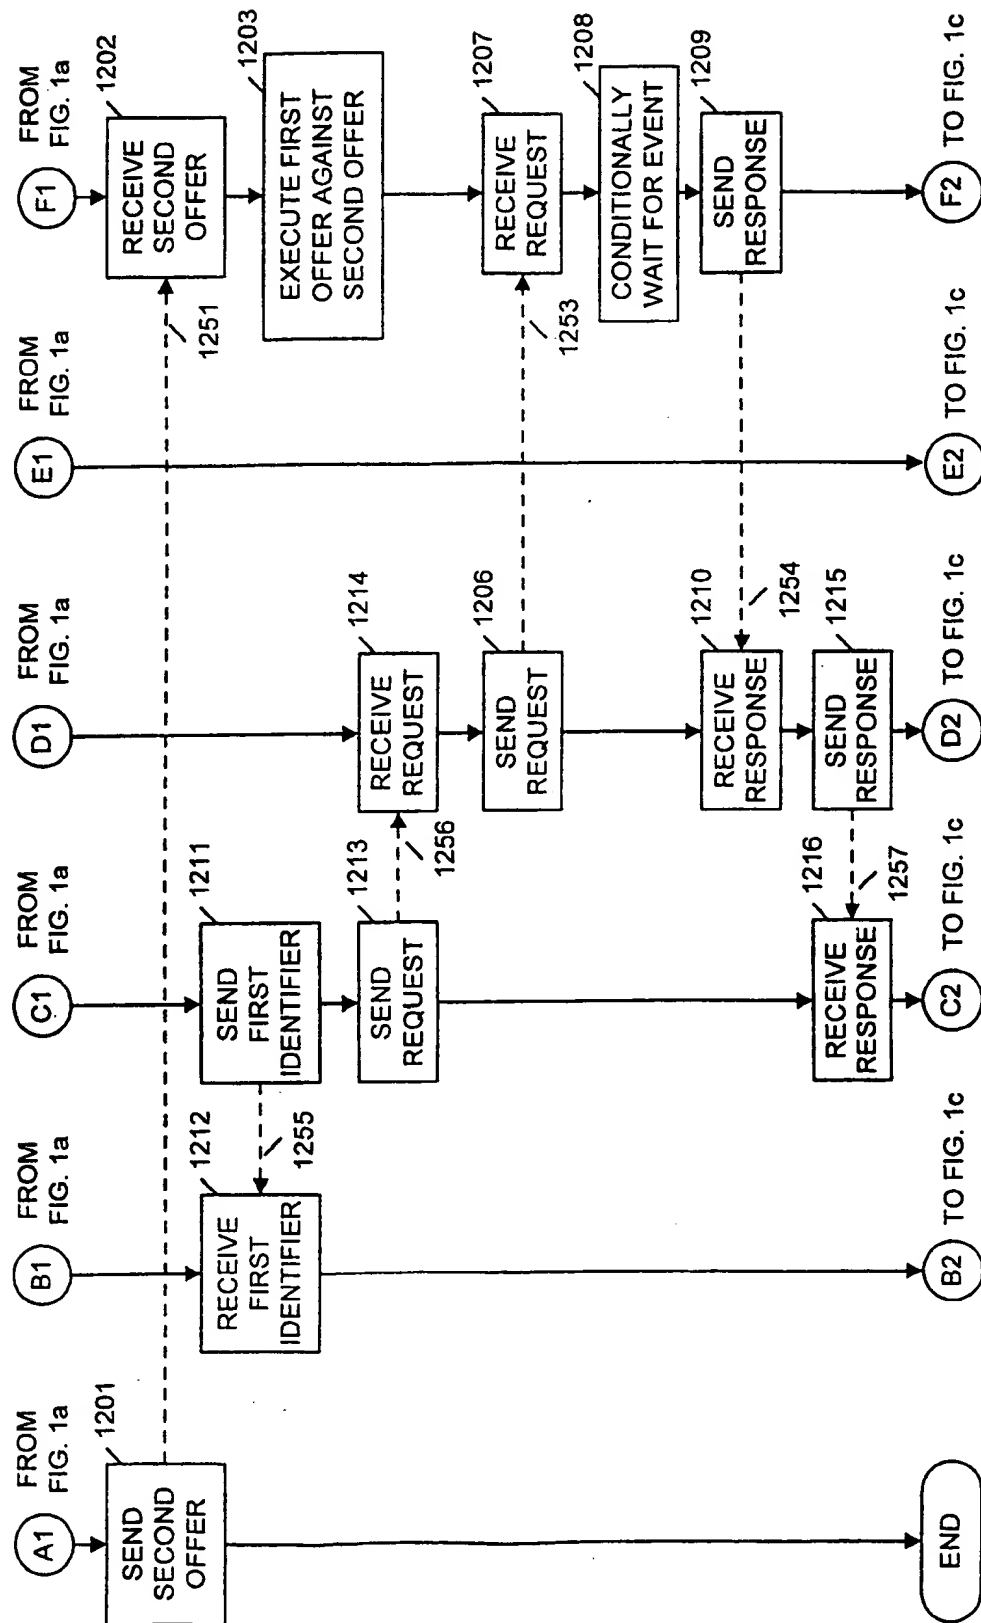 A1
FROM
FIG. 1a
B1
FROM
FIG. 1a
C1
FROM
FIG. 1a
D1
FROM
FIG. 1a
E1
FROM
FIG. 1a
F1
FROM
FIG. 1a
1201
SEND
SECOND
OFFER
1202
RECEIVE
SECOND
OFFER
1251
1212
RECEIVE
FIRST
IDENTIFIER
1255
1211
SEND
FIRST
IDENTIFIER
1203
EXECUTE FIRST
OFFER AGAINST
SECOND OFFER
1213
SEND
REQUEST
1256
1214
RECEIVE
REQUEST
1206
SEND
REQUEST
1253
1207
RECEIVE
REQUEST
1208
CONDITIONALLY
WAIT FOR EVENT
1210
RECEIVE
RESPONSE
1254
1209
SEND
RESPONSE
1216
RECEIVE
RESPONSE
1257
1215
SEND
RESPONSE
END
B2
TO FIG. 1c
C2
TO FIG. 1c
D2
TO FIG. 1c
E2
TO FIG. 1c
F2
TO FIG. 1c